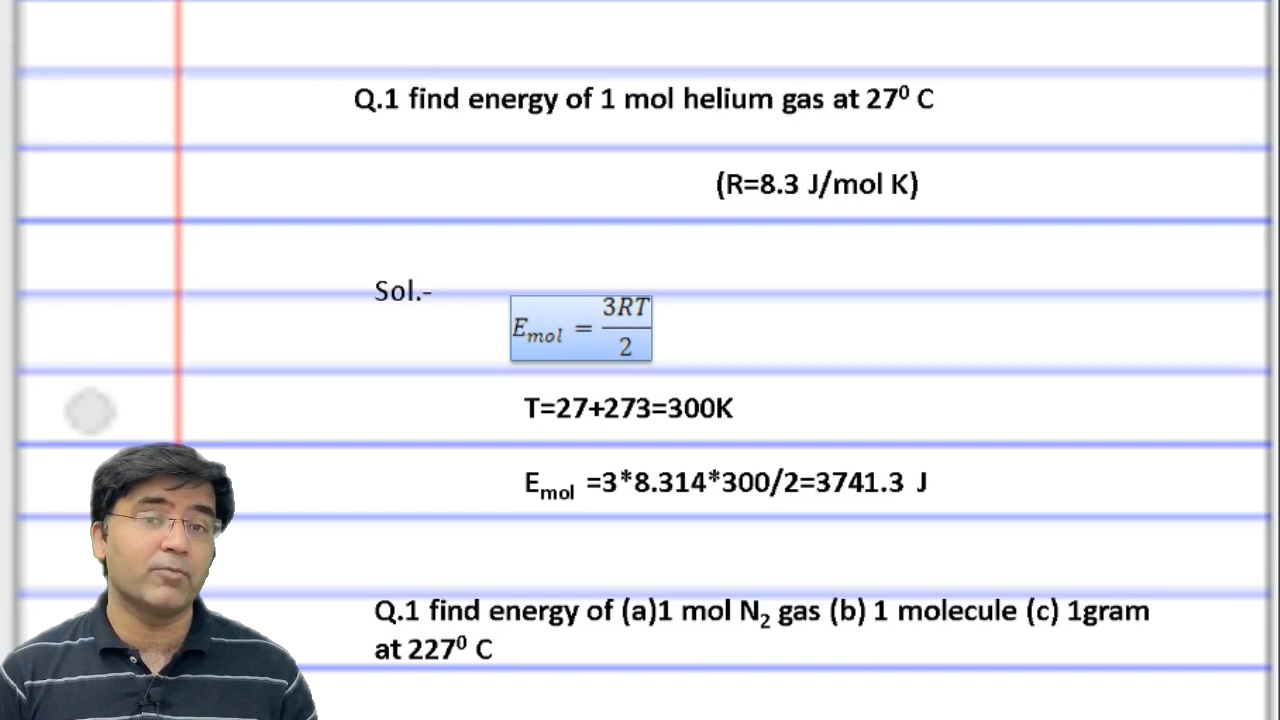 Q.1 find energy of 1 mol helium gas at 27⁰ C
(R=8.3 J/mol K)
Sol.-
E_mol = 3RT/2
T=27+273=300K
E_mol =3*8.314*300/2=3741.3 J
Q.1 find energy of (a)1 mol N₂ gas (b) 1 molecule (c) 1gram
at 227⁰ C